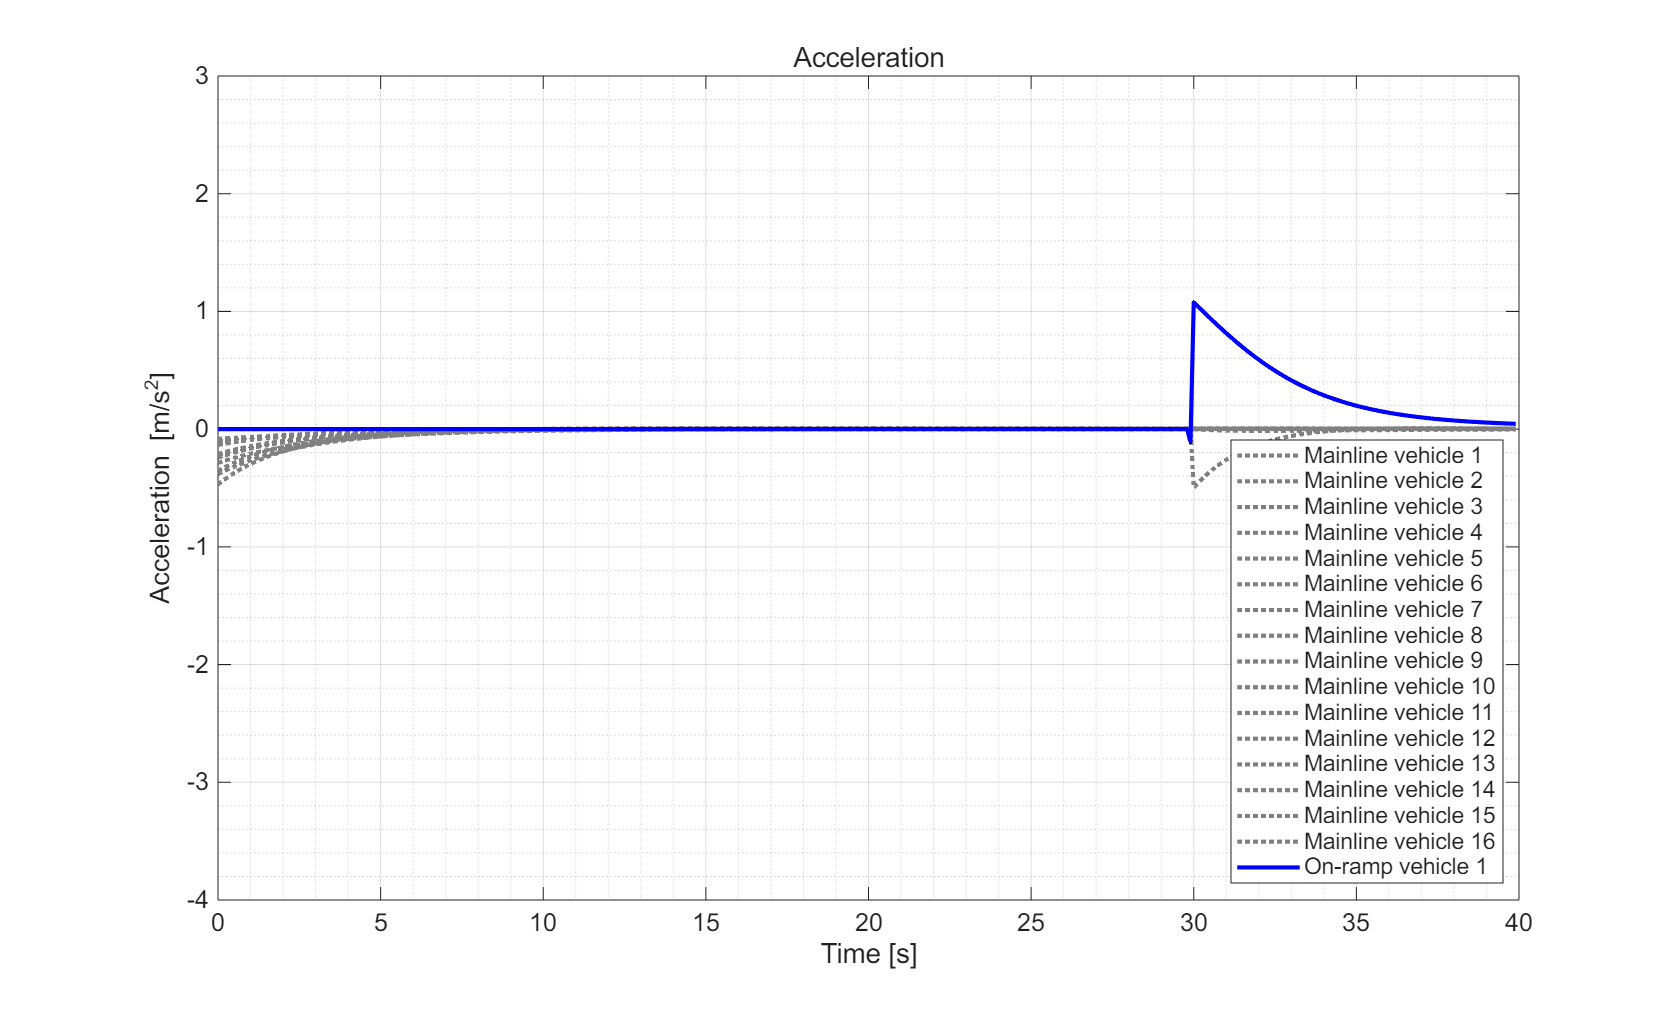 Acceleration
3
2
1
0
-1
-2
-3
-4
Acceleration [m/s²]
0 5 10 15 20 25 30 35 40
Time [s]
Mainline vehicle 1
Mainline vehicle 2
Mainline vehicle 3
Mainline vehicle 4
Mainline vehicle 5
Mainline vehicle 6
Mainline vehicle 7
Mainline vehicle 8
Mainline vehicle 9
Mainline vehicle 10
Mainline vehicle 11
Mainline vehicle 12
Mainline vehicle 13
Mainline vehicle 14
Mainline vehicle 15
Mainline vehicle 16
On-ramp vehicle 1